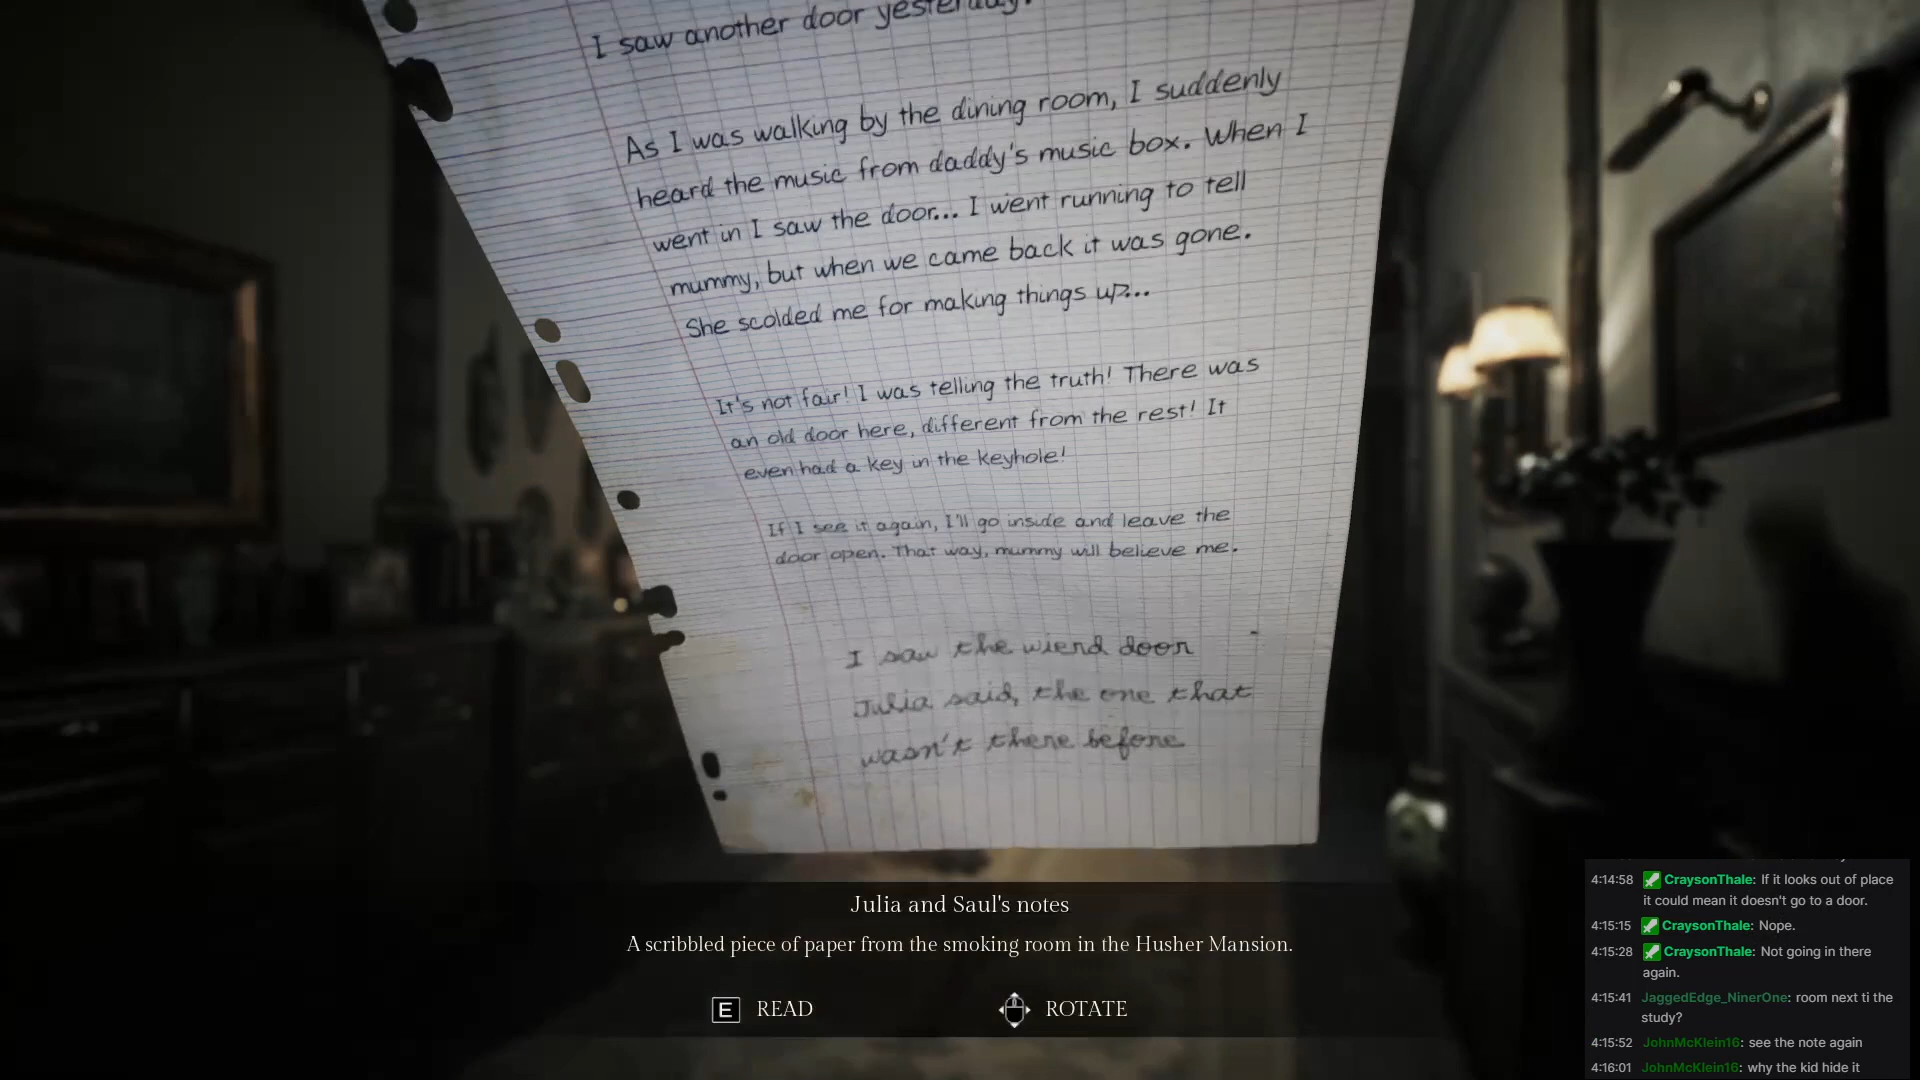 I saw another door yesterday.
As I was walking by the dining room, I suddenly
heard the music from daddy's music box. When I
went in I saw the door... I went running to tell
mummy, but when we came back it was gone.
She scolded me for making things up...
It's not fair! I was telling the truth! There was
an old door here, different from the rest! It
even had a key in the keyhole!
If I see it again, I'll go inside and leave the
door open. That way, mummy will believe me.
I saw the wierd door
Julia said, the one that
wasn't there before
Julia and Saul's notes
A scribbled piece of paper from the smoking room in the Husher Mansion.
E READ
ROTATE
4:14:58 CraysonThale: If it looks out of place
it could mean it doesn't go to a door.
4:15:15 CraysonThale: Nope.
4:15:28 CraysonThale: Not going in there
again.
4:15:41 JaggedEdge_NinerOne: room next ti the
study?
4:15:52 JohnMcKlein16: see the note again
4:16:01 JohnMcKlein16: why the kid hide it